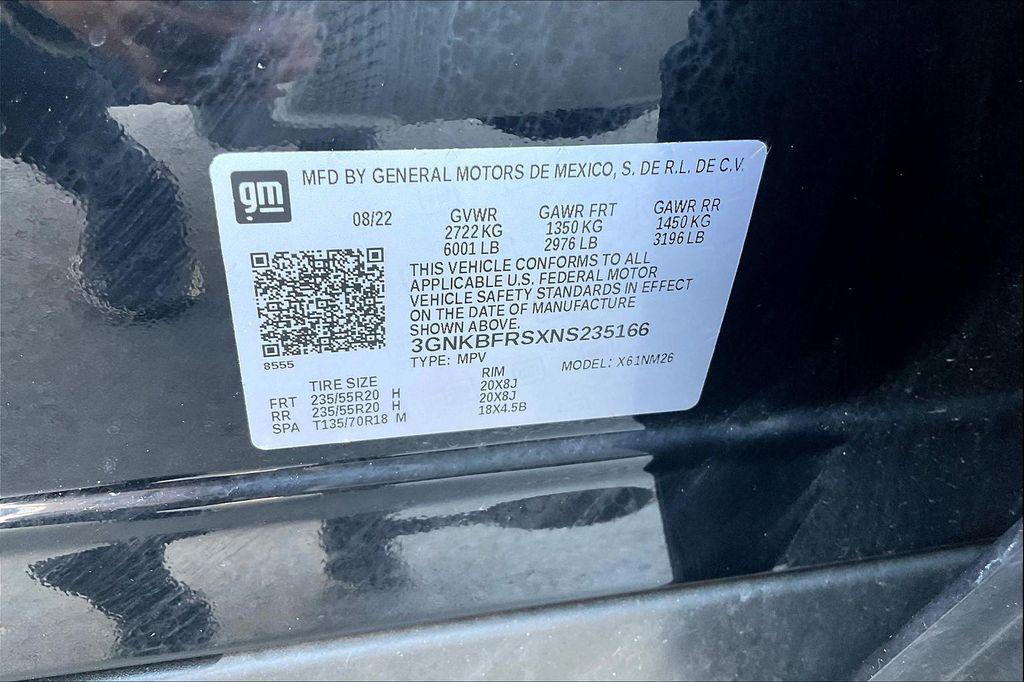 gm
MFD BY GENERAL MOTORS DE MEXICO, S. DE R.L. DE C.V.
08/22 GVWR GAWR FRT GAWR RR
2722 KG 1350 KG 1450 KG
6001 LB 2976 LB 3196 LB
THIS VEHICLE CONFORMS TO ALL
APPLICABLE U.S. FEDERAL MOTOR
VEHICLE SAFETY STANDARDS IN EFFECT
ON THE DATE OF MANUFACTURE
SHOWN ABOVE.
3GNKBFRSXNS235166
8555
TYPE: MPV MODEL: X61NM26
TIRE SIZE RIM
FRT 235/55R20 H 20X8J
RR 235/55R20 H 20X8J
SPA T135/70R18 M 18X4.5B